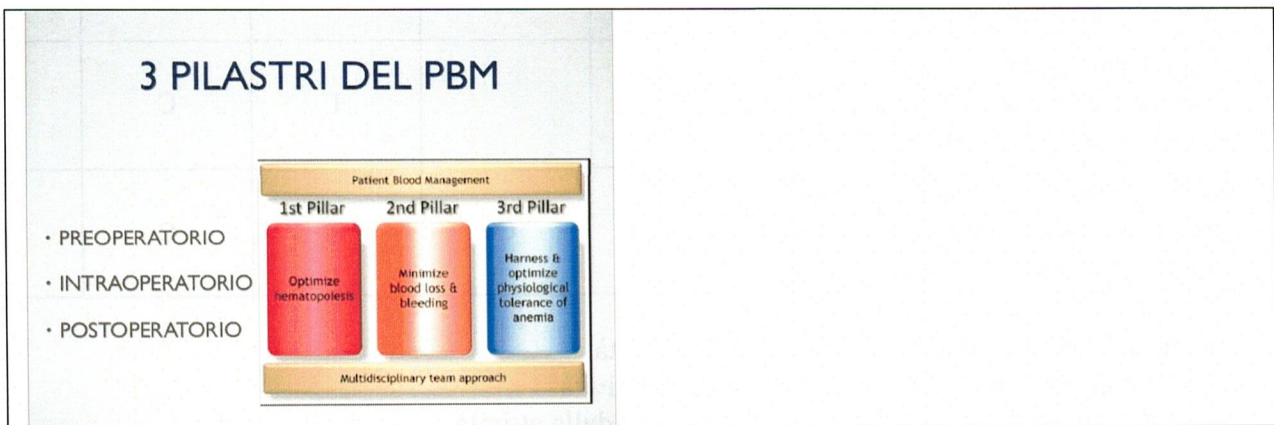 3 PILASTRI DEL PBM
• PREOPERATORIO
• INTRAOPERATORIO
• POSTOPERATORIO
Patient Blood Management
1st Pillar 2nd Pillar 3rd Pillar
Optimize
hematopoiesis
Minimize
blood loss &
bleeding
Harness &
optimize
physiological
tolerance of
anemia
Multidisciplinary team approach